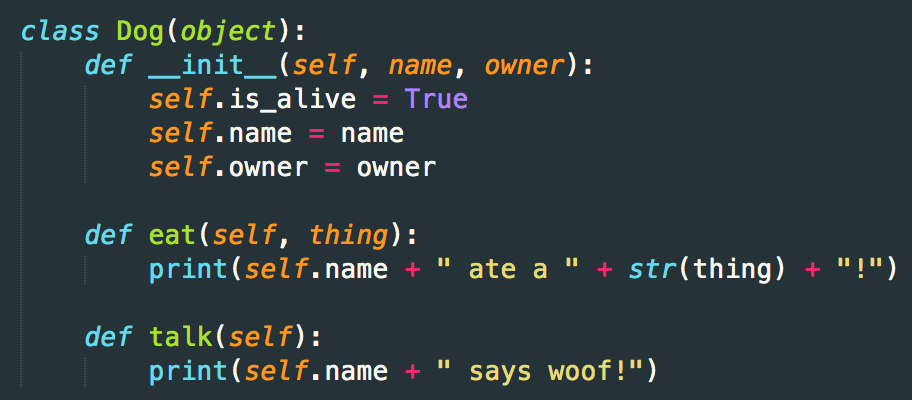 class Dog(object):
    def __init__(self, name, owner):
        self.is_alive = True
        self.name = name
        self.owner = owner

    def eat(self, thing):
        print(self.name + " ate a " + str(thing) + "!")

    def talk(self):
        print(self.name + " says woof!")